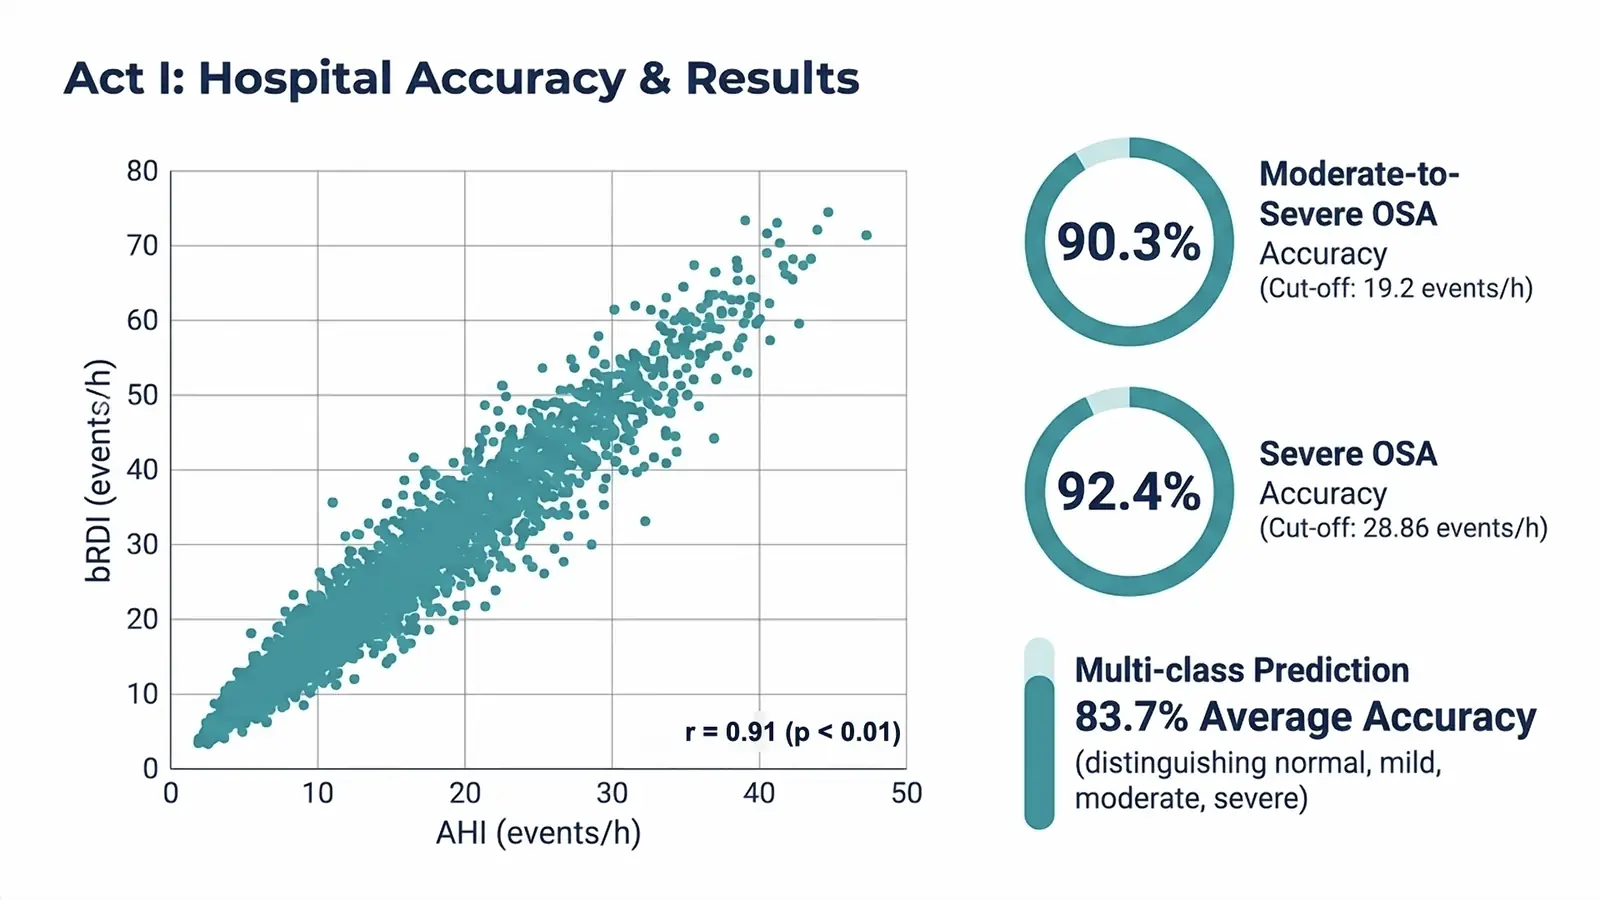 Act I: Hospital Accuracy & Results
80
70
60
50
40
30
20
10
0
bRDI (events/h)
r = 0.91 (p < 0.01)
0 10 20 30 40 50
AHI (events/h)
90.3%
Moderate-to-
Severe OSA
Accuracy
(Cut-off: 19.2 events/h)
92.4%
Severe OSA
Accuracy
(Cut-off: 28.86 events/h)
Multi-class Prediction
83.7% Average Accuracy
(distinguishing normal, mild,
moderate, severe)